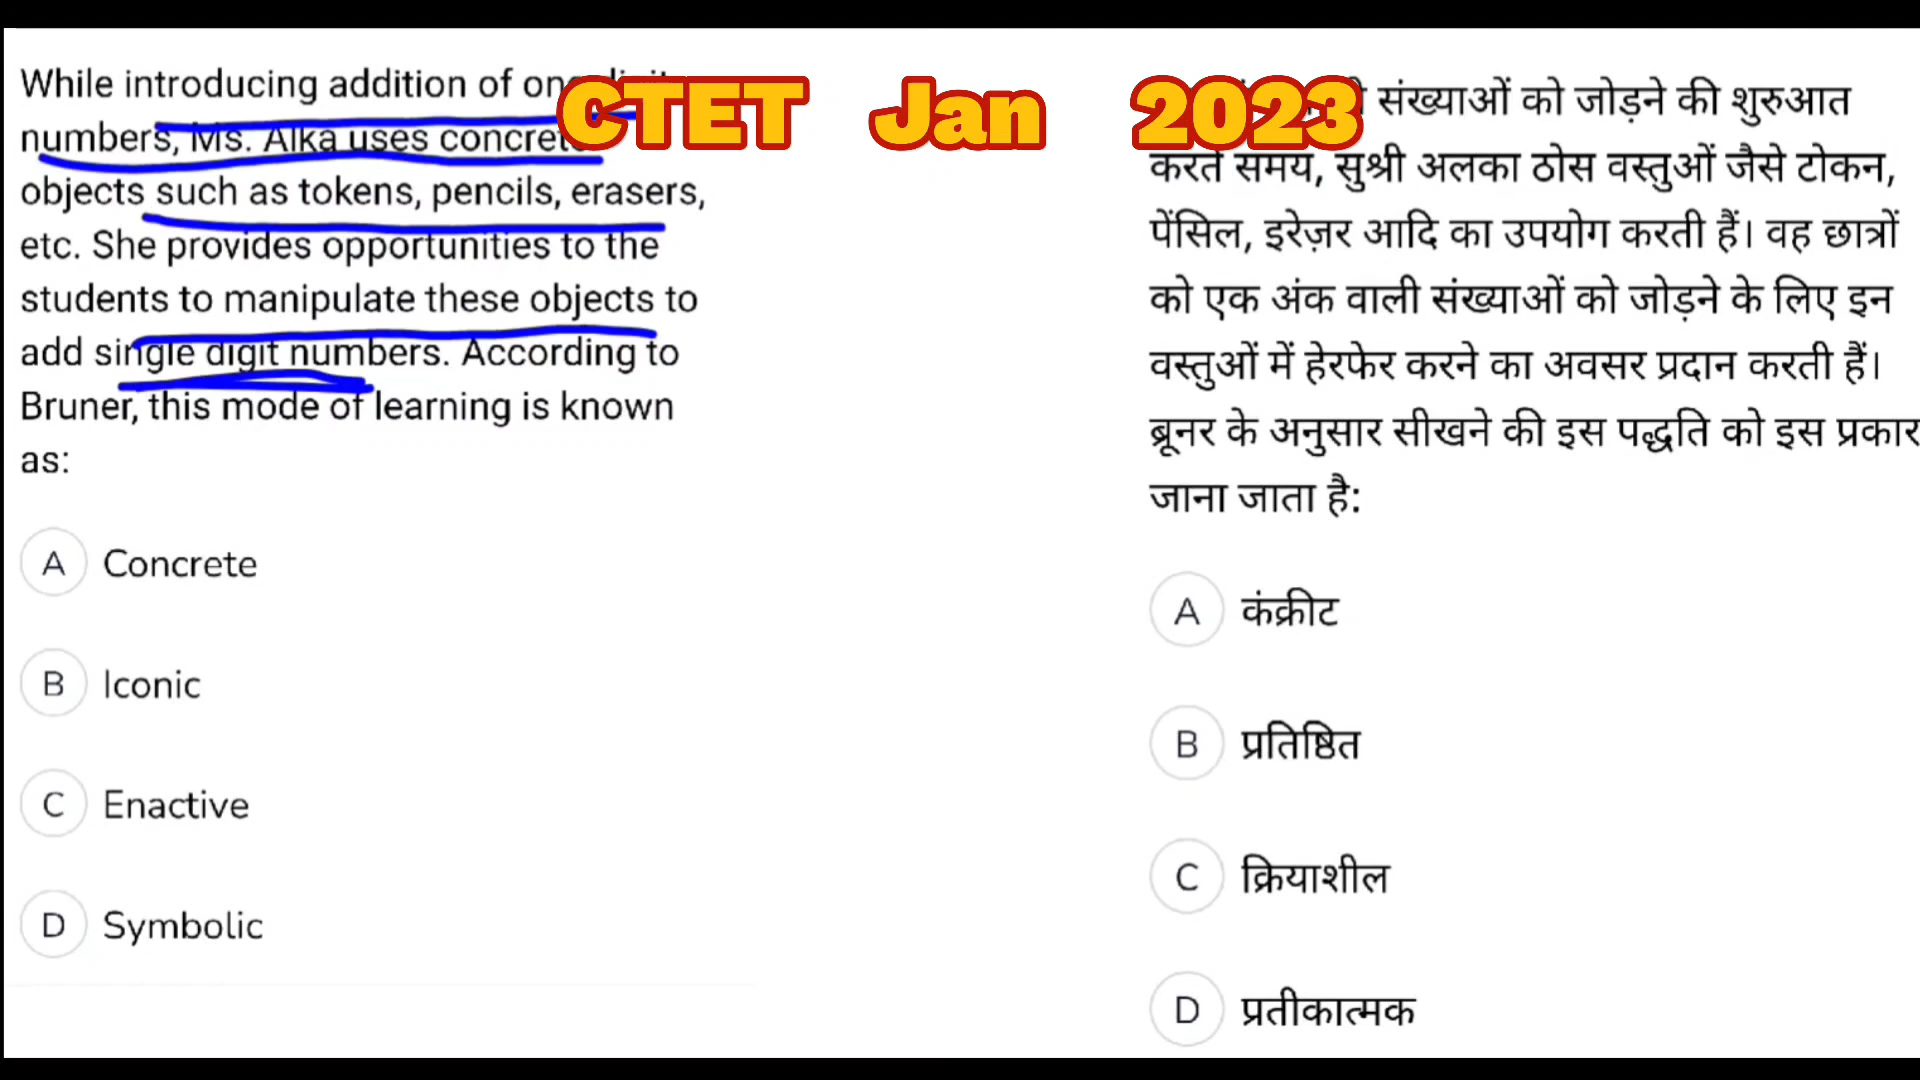 CTET Jan 2023
While introducing addition of
numbers, Ms. Alka uses
objects such as tokens, pencils, erasers,
etc. She provides opportunities to the
students to manipulate these objects to
add single digit numbers. According to
Bruner, this mode of learning is known
as:
A Concrete
B Iconic
C Enactive
D Symbolic
संख्याओं को जोड़ने की शुरुआत
करते समय, सुश्री अलका ठोस वस्तुओं जैसे टोकन,
पेंसिल, इरेज़र आदि का उपयोग करती हैं। वह छात्रों
को एक अंक वाली संख्याओं को जोड़ने के लिए इन
वस्तुओं में हेरफेर करने का अवसर प्रदान करती हैं।
ब्रूनर के अनुसार सीखने की इस पद्धति को इस प्रकार
जाना जाता है:
A कंक्रीट
B प्रतिष्ठित
C क्रियाशील
D प्रतीकात्मक